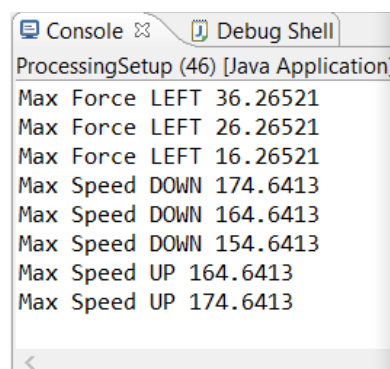 Console Debug Shell
ProcessingSetup (46) [Java Application]
Max Force LEFT 36.26521
Max Force LEFT 26.26521
Max Force LEFT 16.26521
Max Speed DOWN 174.6413
Max Speed DOWN 164.6413
Max Speed DOWN 154.6413
Max Speed UP 164.6413
Max Speed UP 174.6413